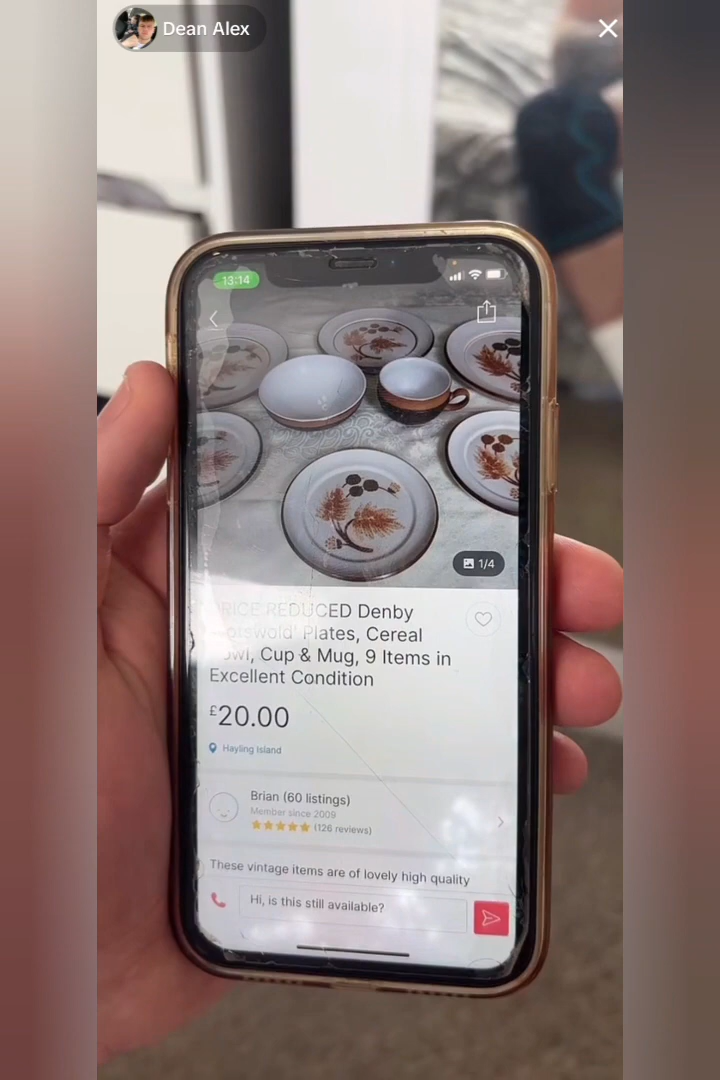 Dean Alex
13:14
1/4
RICE REDUCED Denby
otswold' Plates, Cereal
owl, Cup & Mug, 9 Items in
Excellent Condition
£20.00
Hayling Island
Brian (60 listings)
Member since 2009
(126 reviews)
These vintage items are of lovely high quality
Hi, is this still available?